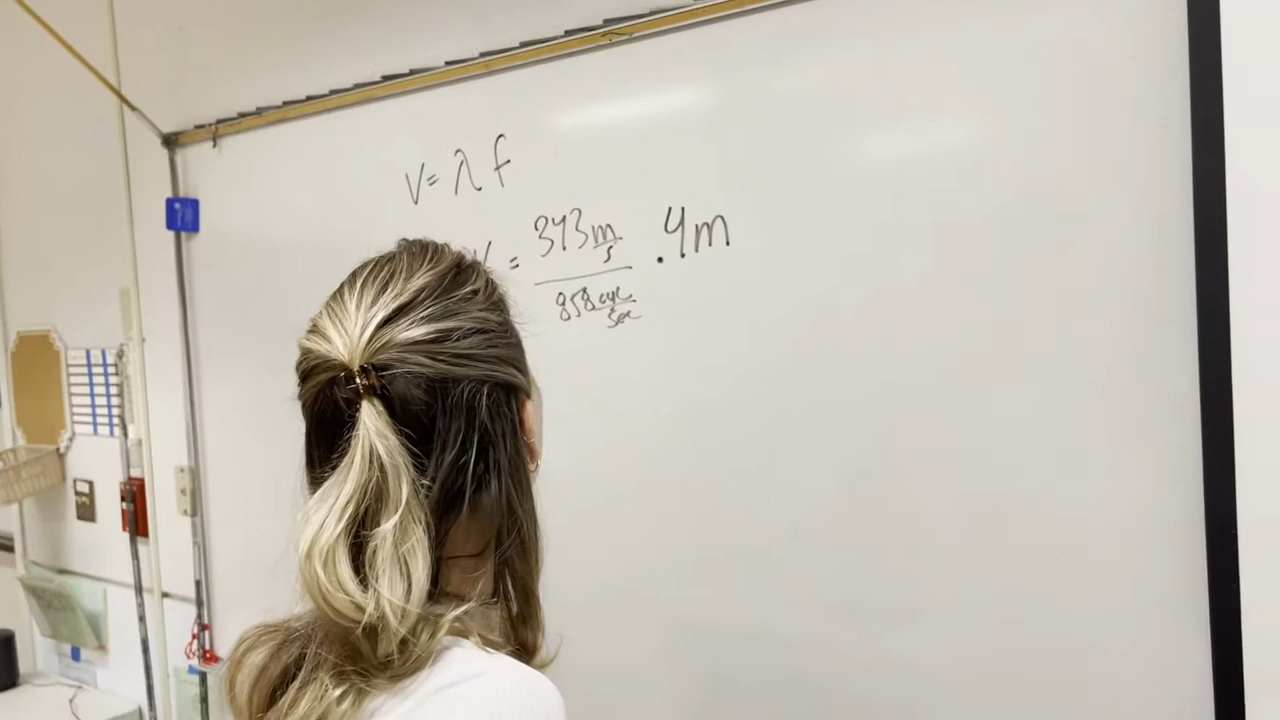 V = λ f
= 343 m/s .4m
858 cyc/sec